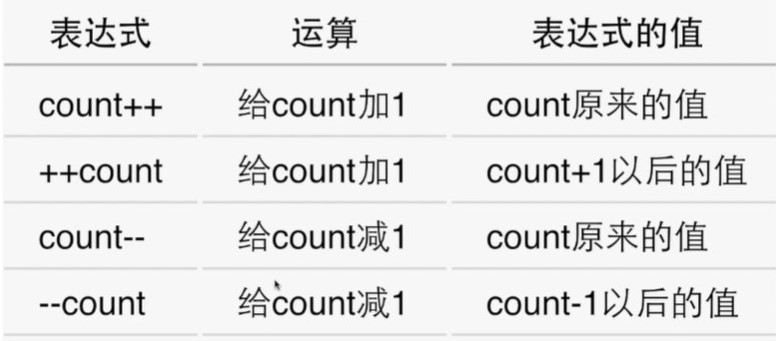 表达式 运算 表达式的值
count++ 给count加1 count原来的值
++count 给count加1 count+1以后的值
count-- 给count减1 count原来的值
--count 给count减1 count-1以后的值